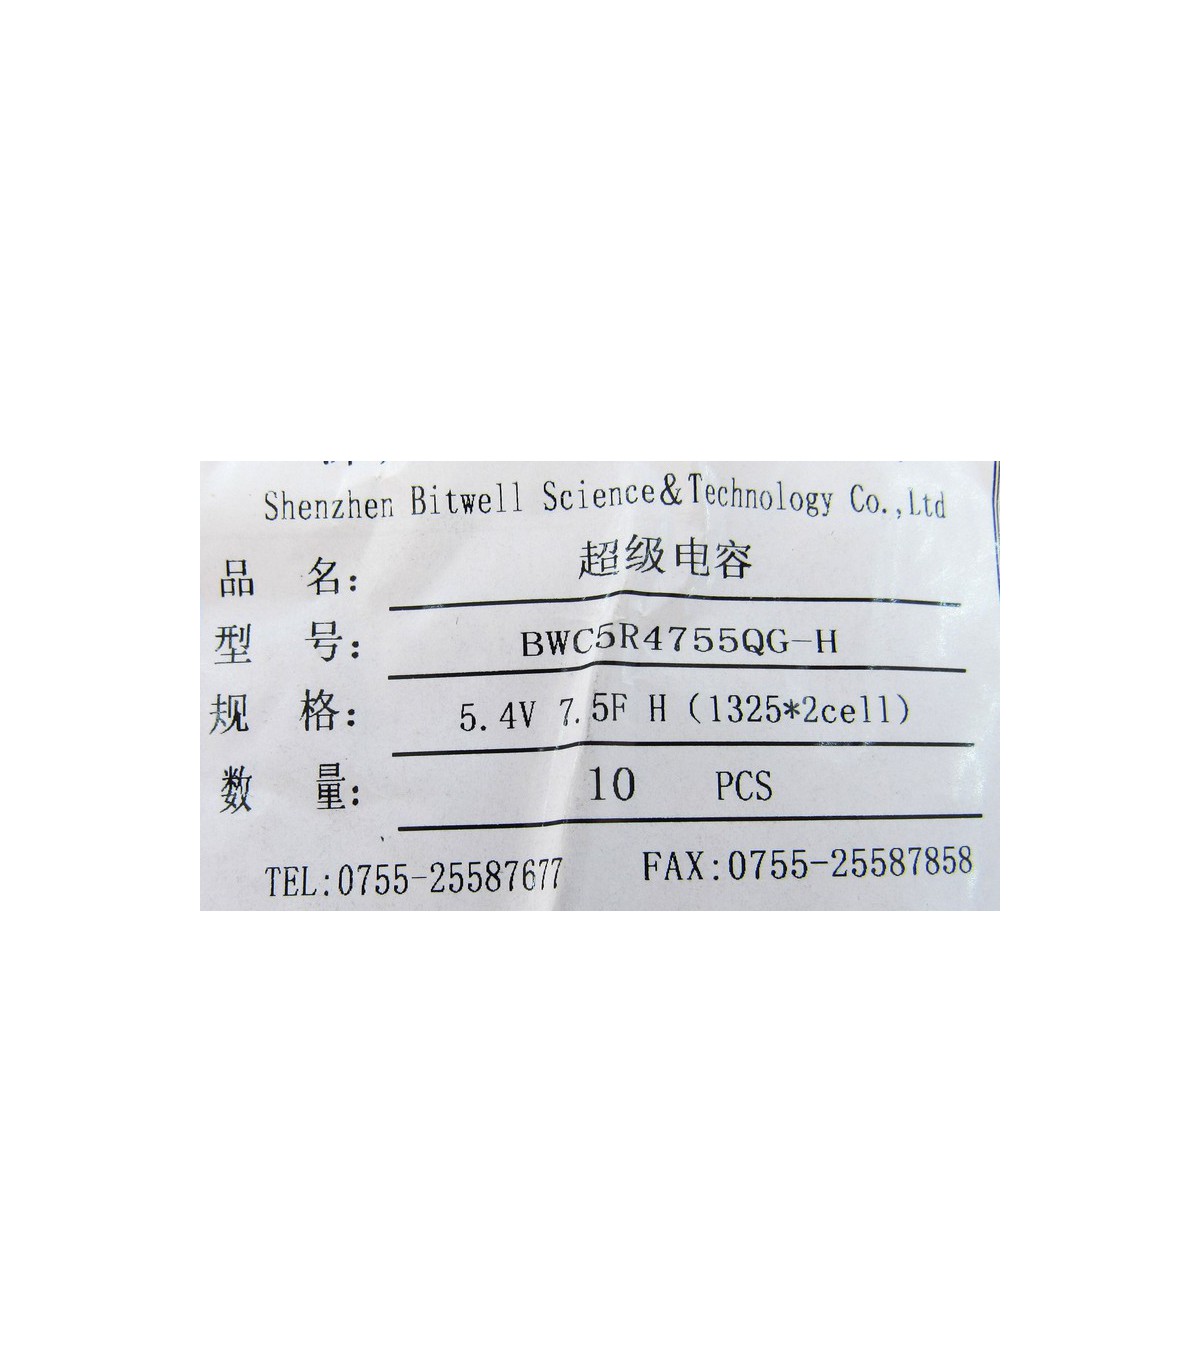 Shenzhen Bitwell Science&Technology Co.,Ltd
品 名: 超级电容
型 号: BWC5R4755QG-H
规 格: 5.4V 7.5F H (1325*2cell)
数 量: 10 PCS
TEL:0755-25587677 FAX:0755-25587858